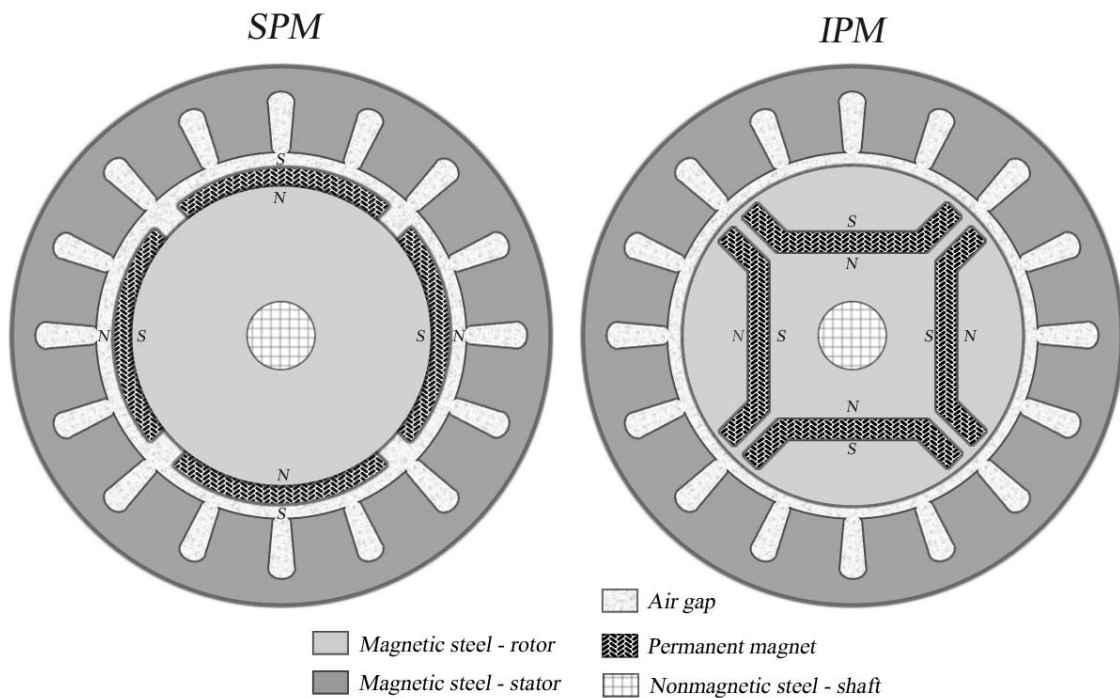 SPM
IPM
S
N
N
S
S
N
N
S
S
N
N
S
S
N
N
S
Air gap
Magnetic steel - rotor
Permanent magnet
Magnetic steel - stator
Nonmagnetic steel - shaft